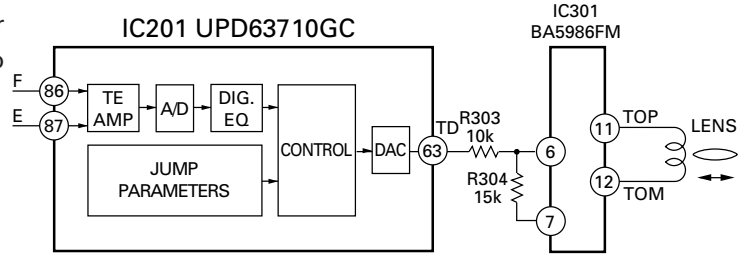 r
o
IC201 UPD63710GC
IC301
BA5986FM
F
86
E
87
TE
AMP
A/D
DIG.
EQ
CONTROL
DAC
63
TD
R303
10k
6
R304
15k
7
11
TOP
12
TOM
LENS
JUMP
PARAMETERS